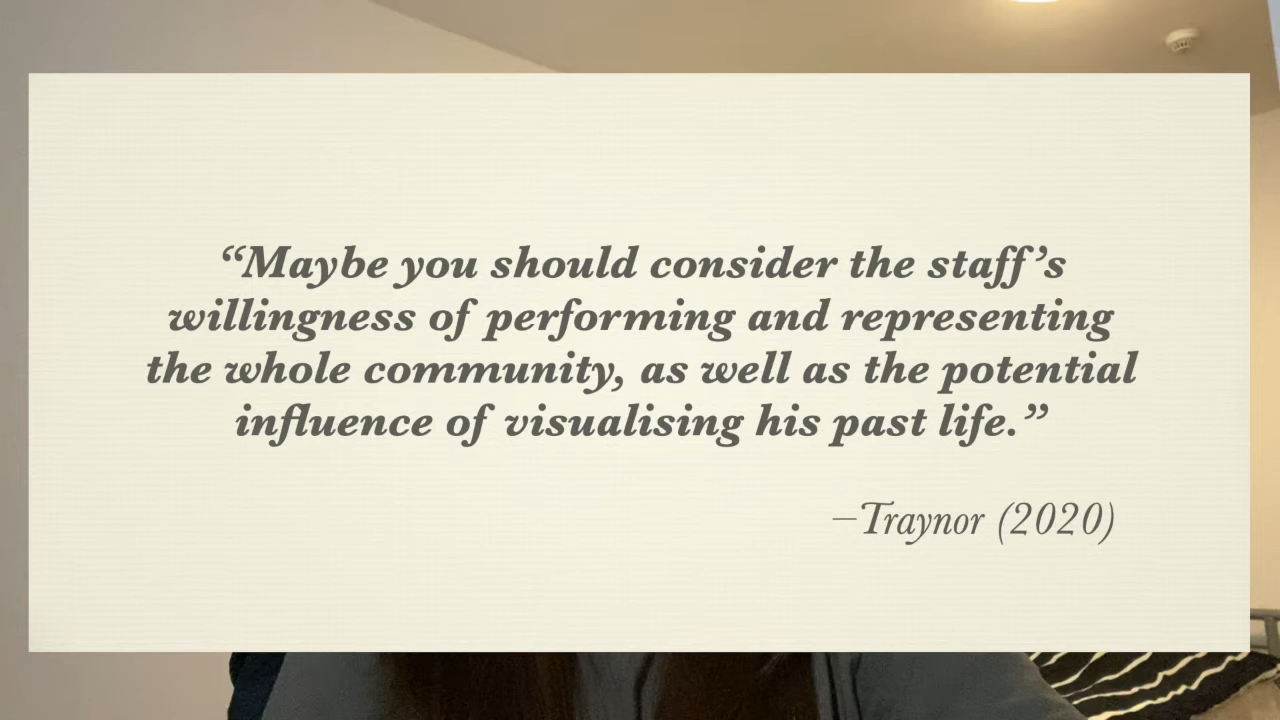 “Maybe you should consider the staff’s
willingness of performing and representing
the whole community, as well as the potential
influence of visualising his past life.”
–Traynor (2020)